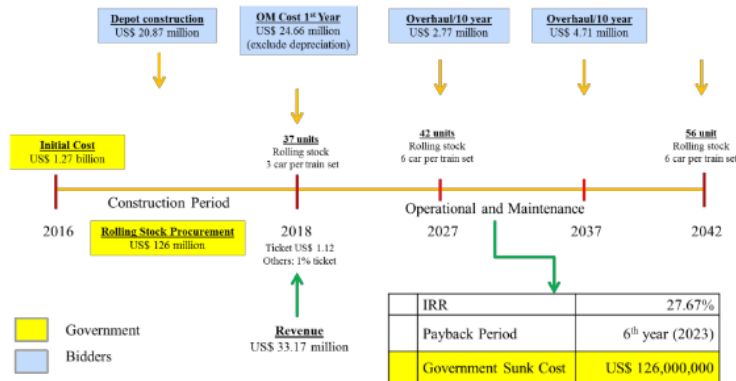 Depot construction
US$ 20.87 million
OM Cost 1st Year
US$ 24.66 million
(exclude depreciation)
Overhaul/10 year
US$ 2.77 million
Overhaul/10 year
US$ 4.71 million
Initial Cost
US$ 1.27 billion
37 units
Rolling stock
3 car per train set
42 units
Rolling stock
6 car per train set
56 unit
Rolling stock
6 car per train set
Construction Period
Operational and Maintenance
2016
2018
2027
2037
2042
Rolling Stock Procurement
US$ 126 million
Ticket US$ 1.12
Others: 1% ticket
Revenue
US$ 33.17 million
Government
Bidders
IRR 27.67%
Payback Period 6th year (2023)
Government Sunk Cost US$ 126,000,000